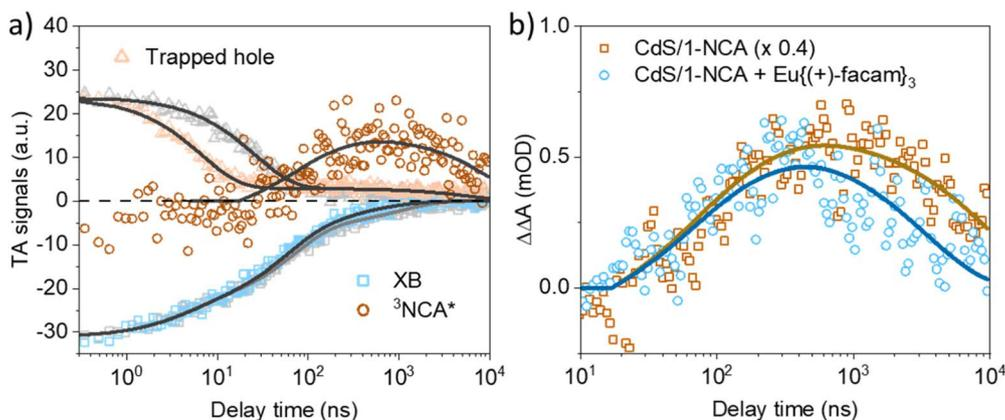 a)
40
30
20
10
0
-10
-20
-30
TA signals (a.u.)
Trapped hole
XB
³NCA*
10⁰
10¹
10²
10³
10⁴
Delay time (ns)
b)
1.0
0.5
0.0
ΔΔA (mOD)
CdS/1-NCA (x 0.4)
CdS/1-NCA + Eu{(+)-facam}₃
10¹
10²
10³
10⁴
Delay time (ns)